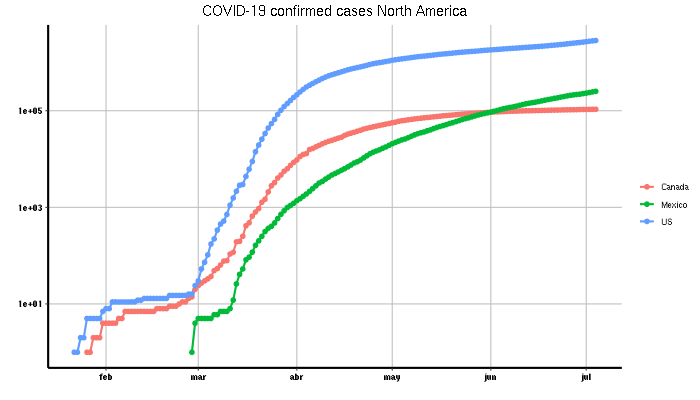 COVID-19 confirmed cases North America
1e+05
1e+03
1e+01
feb mar abr may jun jul
Canada
Mexico
US